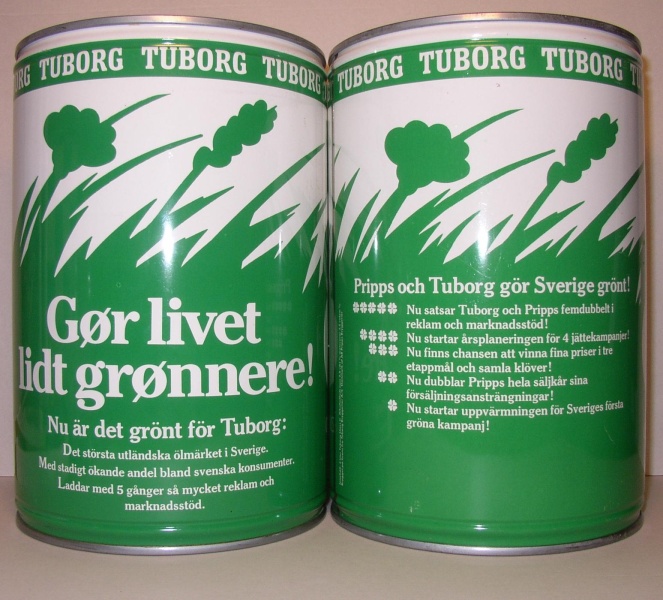 TUBORG TUBORG TUBORG
Gør livet
lidt grønnere!
Nu är det grönt för Tuborg:
Det största utländska ölmärket i Sverige.
Med stadigt ökande andel bland svenska konsumenter.
Laddar med 5 gånger så mycket reklam och
marknadsstöd.
TUBORG TUBORG TUBORG
Pripps och Tuborg gör Sverige grönt!
Nu satsar Tuborg och Pripps femdubbelt i
reklam och marknadsstöd!
Nu startar årsplaneringen för 4 jättekampanjer!
Nu finns chansen att vinna fina priser i tre
etappmål och samla klöver!
Nu dubblar Pripps hela säljkår sina
försäljningsansträngningar!
Nu startar uppvärmningen för Sveriges första
gröna kampanj!